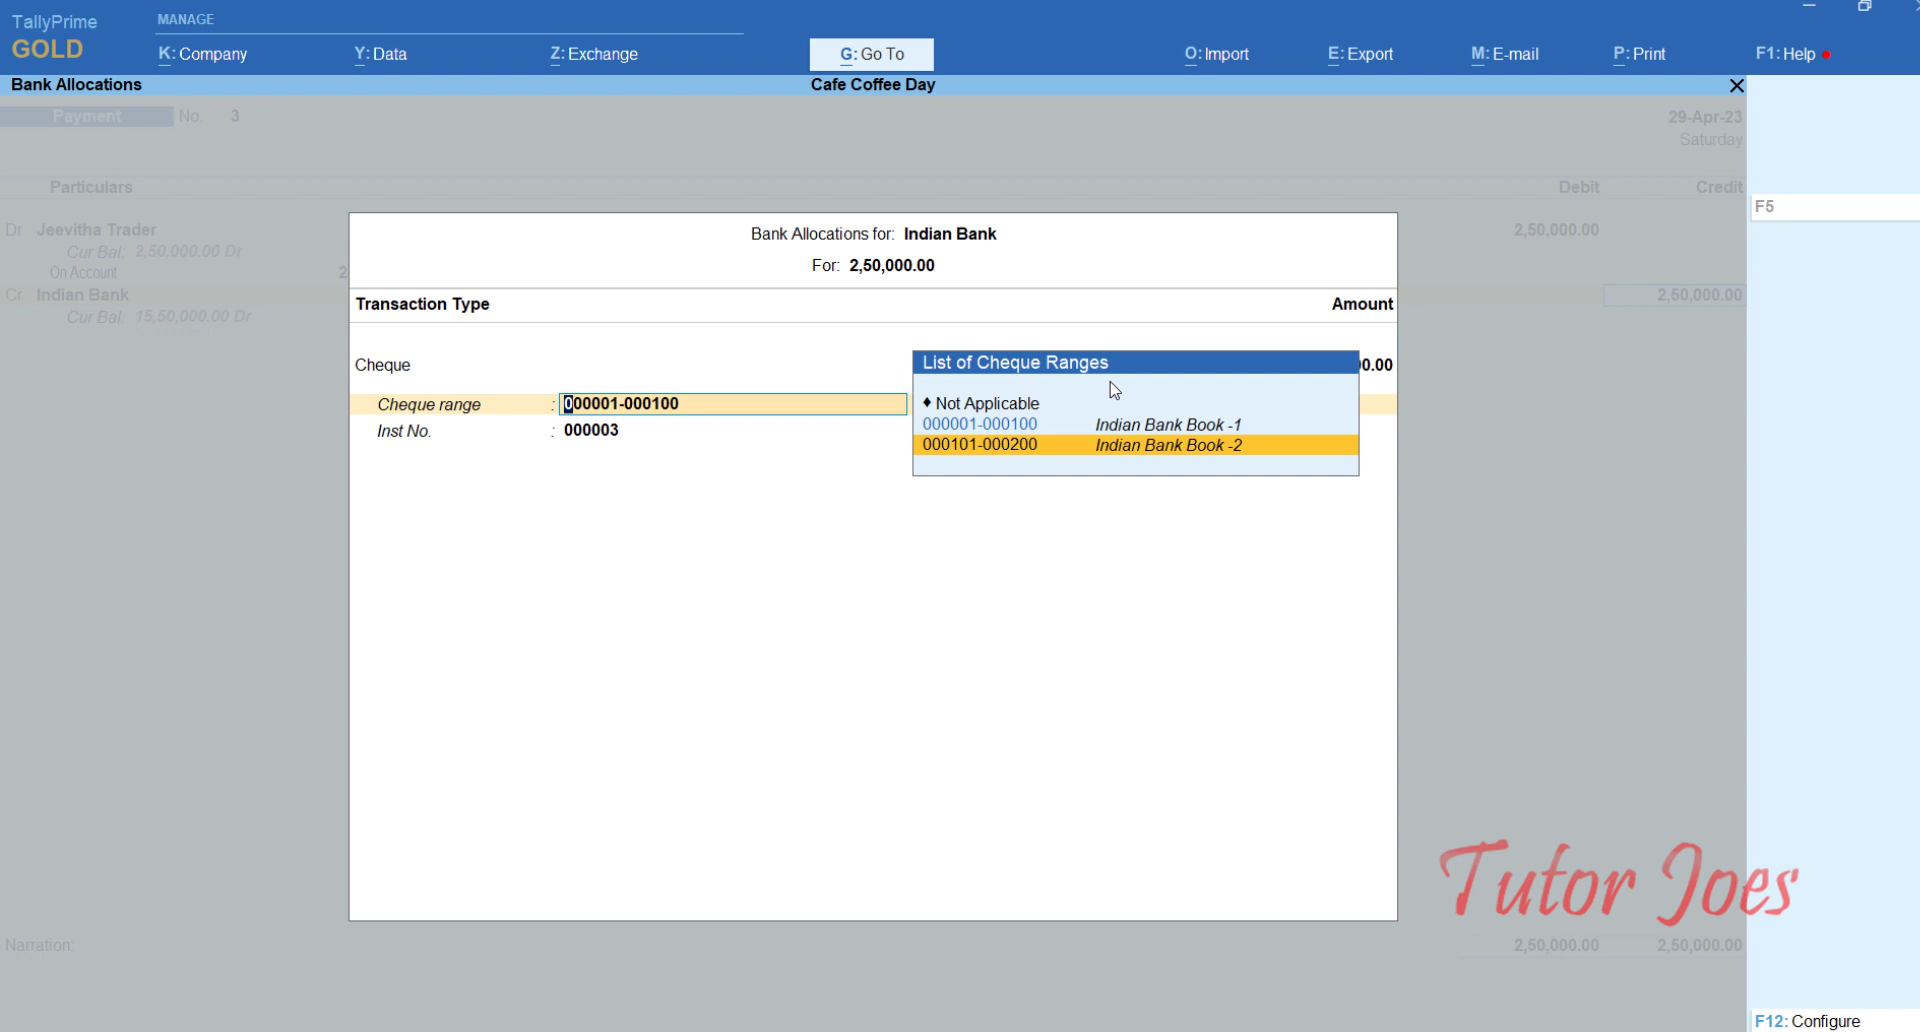 TallyPrime
GOLD
MANAGE
K: Company
Y: Data
Z: Exchange
G: Go To
O: Import
E: Export
M: E-mail
P: Print
F1: Help
Bank Allocations
Cafe Coffee Day
Payment No. 3
29-Apr-23
Saturday
Particulars
Debit
Credit
F5
Dr Jeevitha Trader
2,50,000.00
Cur Bal: 2,50,000.00 Dr
On Account 2
Cr Indian Bank
2,50,000.00
Cur Bal: 15,50,000.00 Dr
Bank Allocations for: Indian Bank
For: 2,50,000.00
Transaction Type
Amount
Cheque
0.00
Cheque range : 000001-000100
Inst No. : 000003
List of Cheque Ranges
♦ Not Applicable
000001-000100 Indian Bank Book -1
000101-000200 Indian Bank Book -2
Tutor Joes
Narration:
2,50,000.00
2,50,000.00
F12: Configure